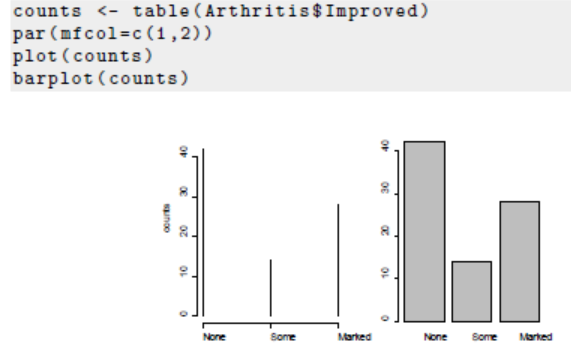 counts <- table(Arthritis$Improved)
par(mfcol=c(1,2))
plot(counts)
barplot(counts)
counts
0
10
20
30
40
None Some Marked
0
10
20
30
40
None Some Marked